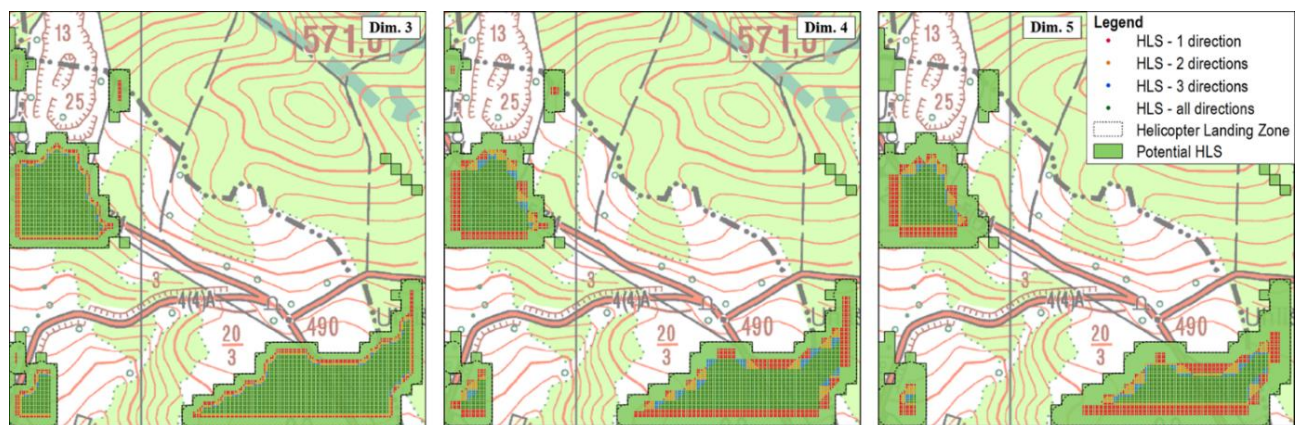 Dim. 3
571,0
13
25
3
4(4)A
n
490
20
3
U
Dim. 4
571,0
13
25
3
4(4)A
n
490
20
3
U
Dim. 5
13
25
3
4(4)A
n
490
20
3
U
Legend
HLS - 1 direction
HLS - 2 directions
HLS - 3 directions
HLS - all directions
Helicopter Landing Zone
Potential HLS